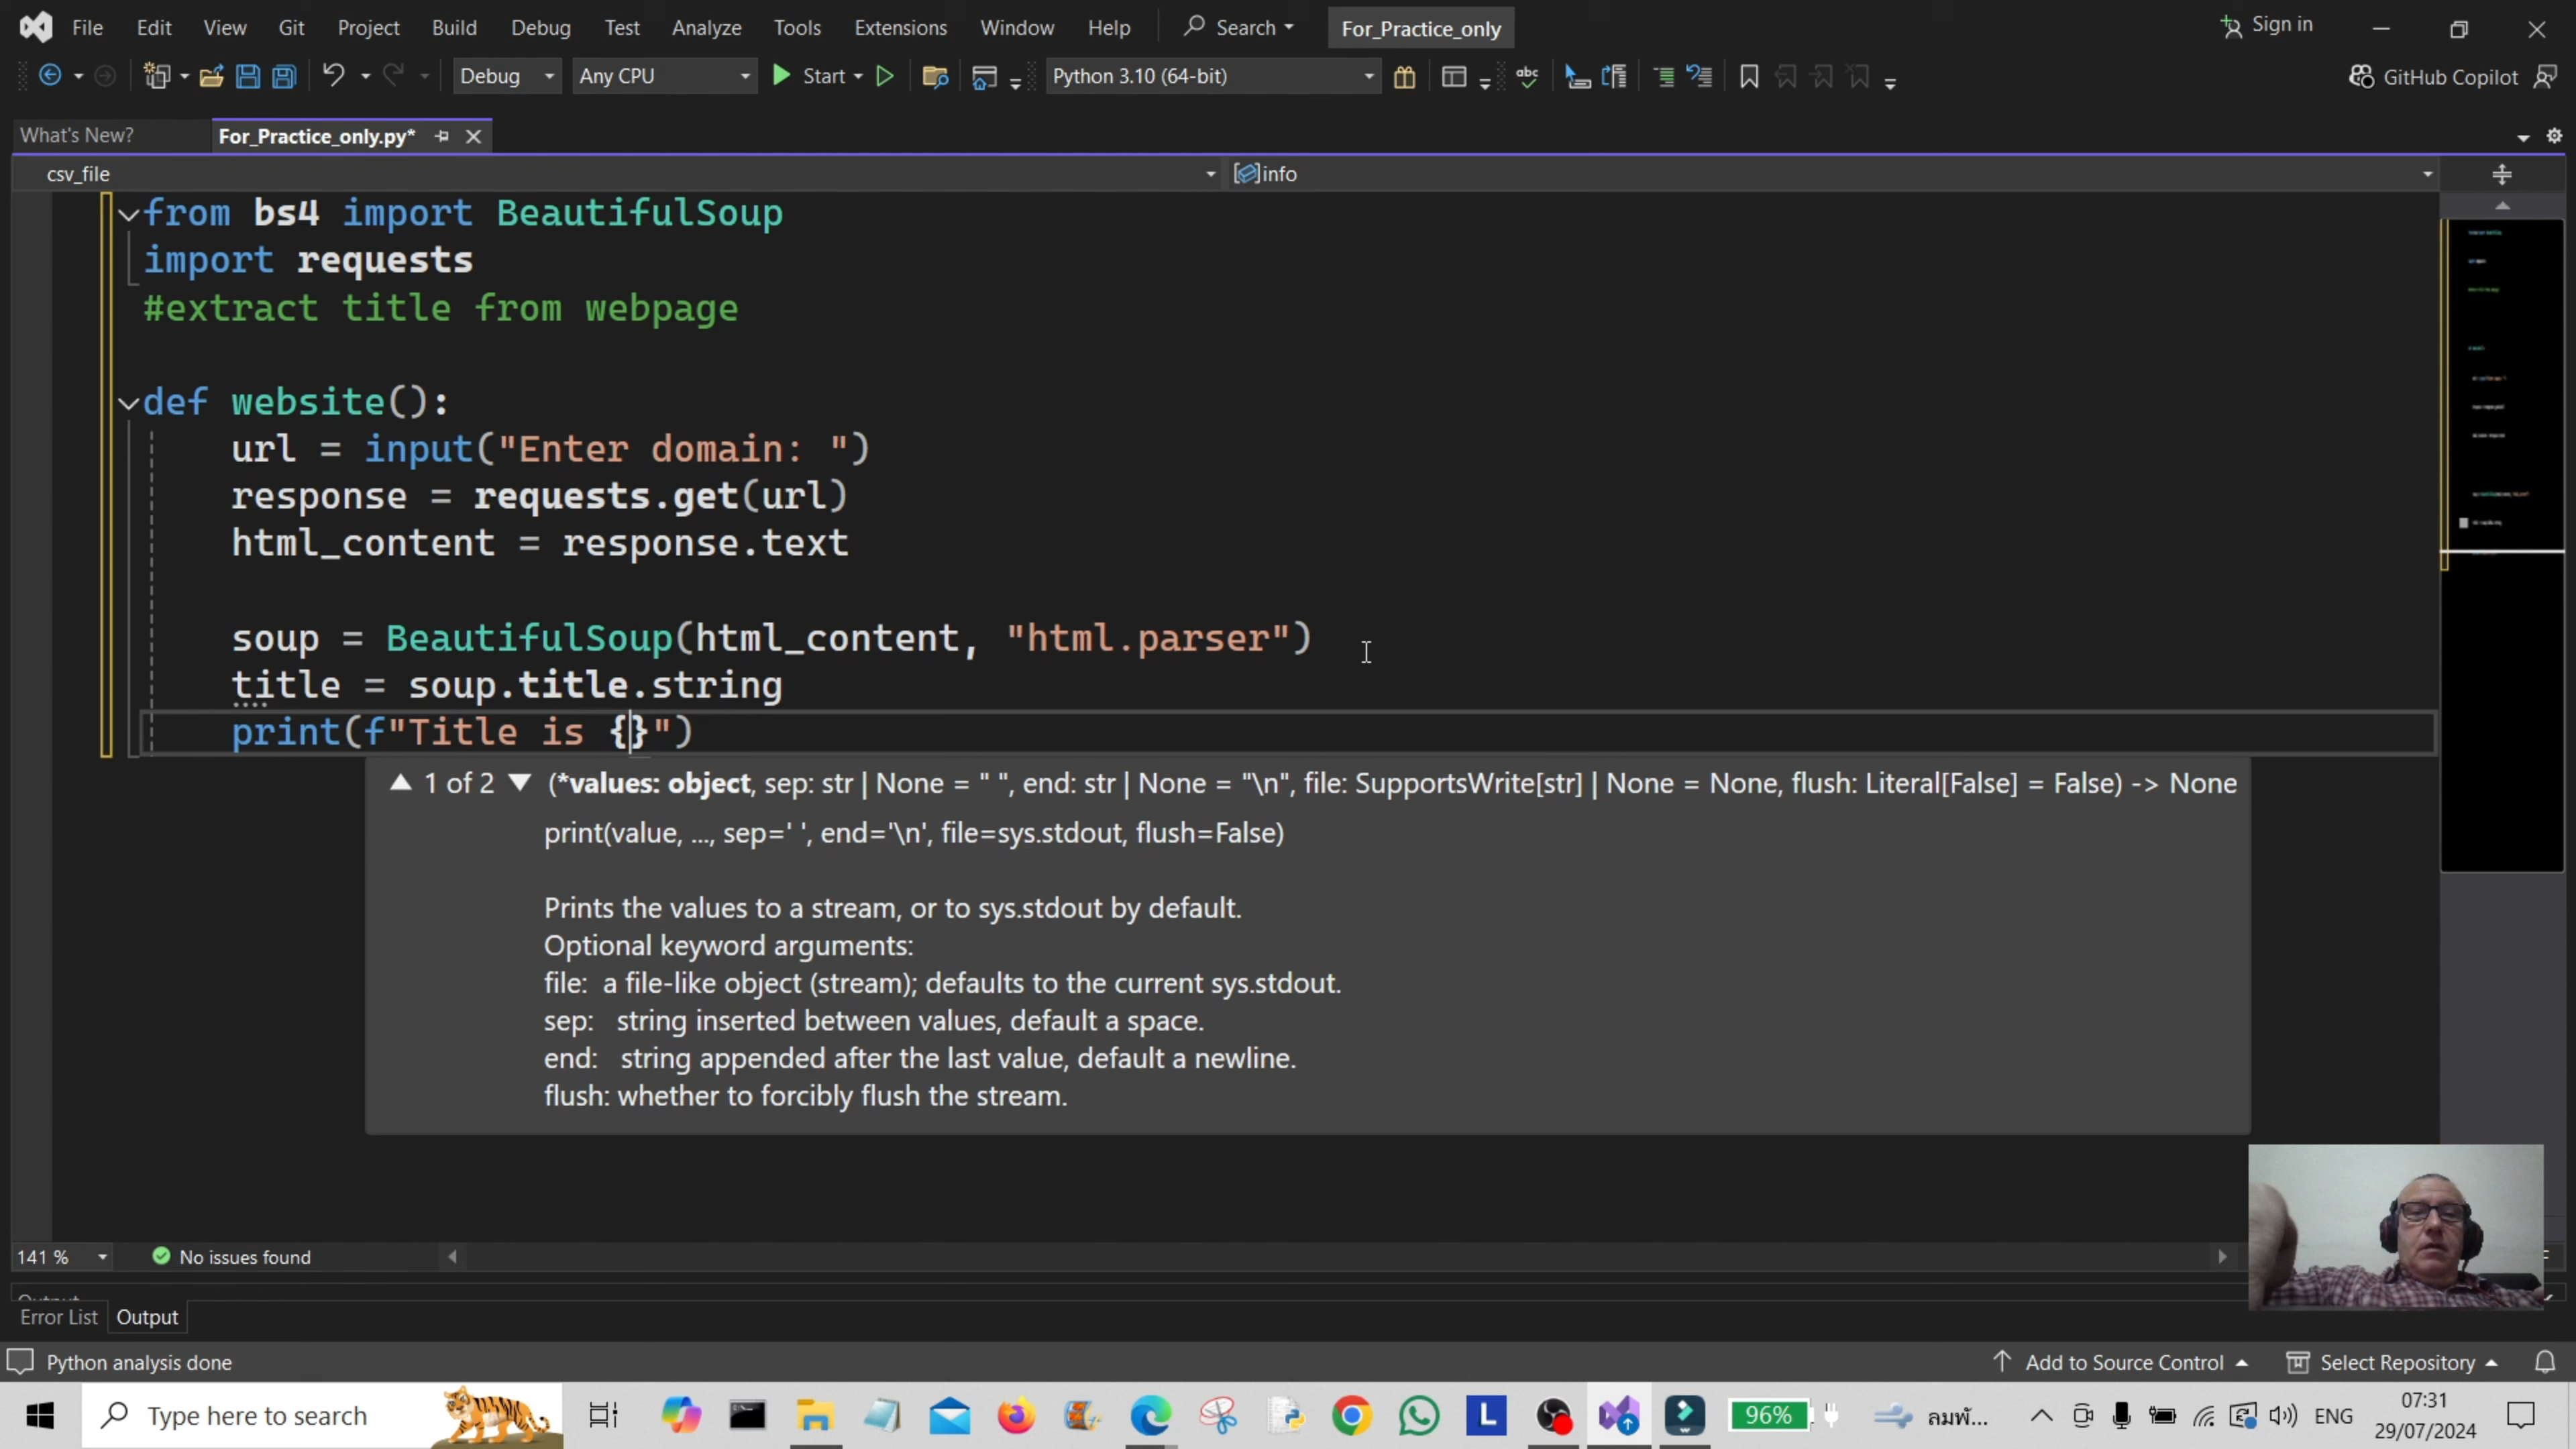 File Edit View Git Project Build Debug Test Analyze Tools Extensions Window Help Search For_Practice_only Sign in
Debug Any CPU Start Python 3.10 (64-bit) abc GitHub Copilot
What's New? For_Practice_only.py*
csv_file info
from bs4 import BeautifulSoup
import requests
#extract title from webpage
def website():
url = input("Enter domain: ")
response = requests.get(url)
html_content = response.text
soup = BeautifulSoup(html_content, "html.parser")
title = soup.title.string
print(f"Title is {}")
1 of 2 (*values: object, sep: str | None = " ", end: str | None = "\n", file: SupportsWrite[str] | None = None, flush: Literal[False] = False) -> None
print(value, ..., sep=' ', end='\n', file=sys.stdout, flush=False)
Prints the values to a stream, or to sys.stdout by default.
Optional keyword arguments:
file: a file-like object (stream); defaults to the current sys.stdout.
sep: string inserted between values, default a space.
end: string appended after the last value, default a newline.
flush: whether to forcibly flush the stream.
141 % No issues found
Output
Error List Output
Python analysis done Add to Source Control Select Repository
Type here to search L 96% ลมพั... ENG 07:31
29/07/2024